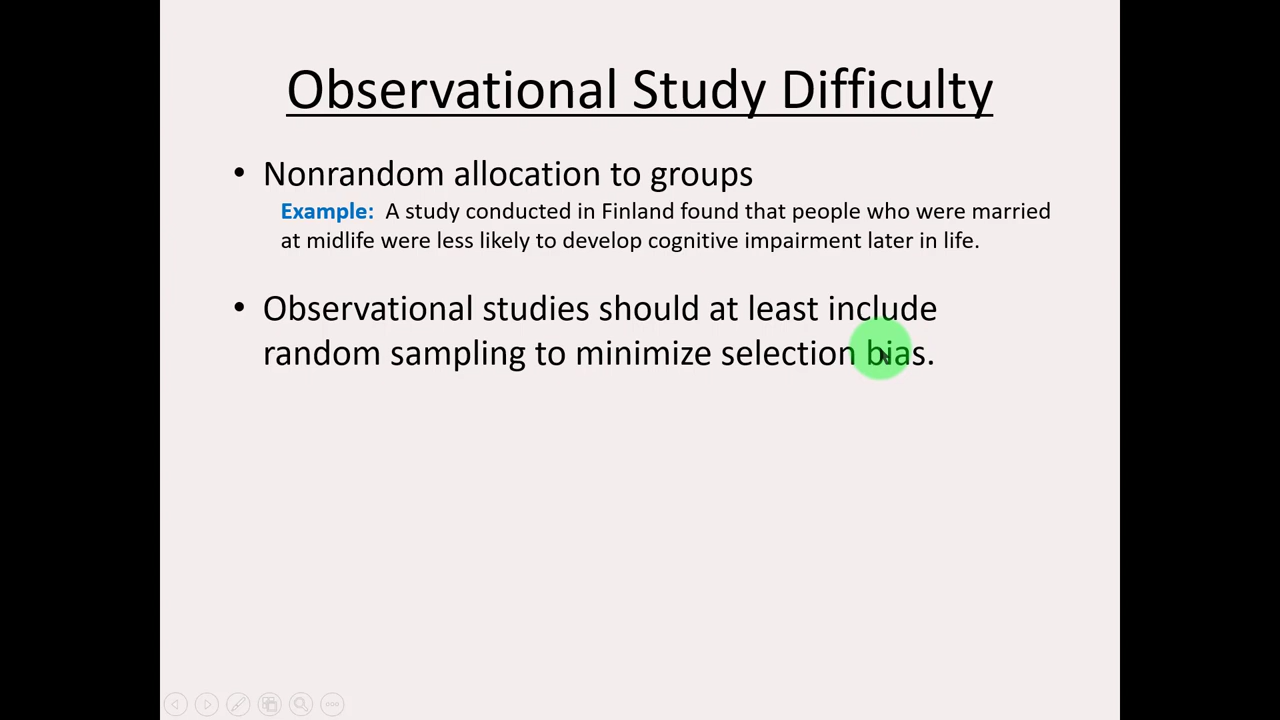 Observational Study Difficulty
• Nonrandom allocation to groups
Example: A study conducted in Finland found that people who were married
at midlife were less likely to develop cognitive impairment later in life.
• Observational studies should at least include
random sampling to minimize selection bias.